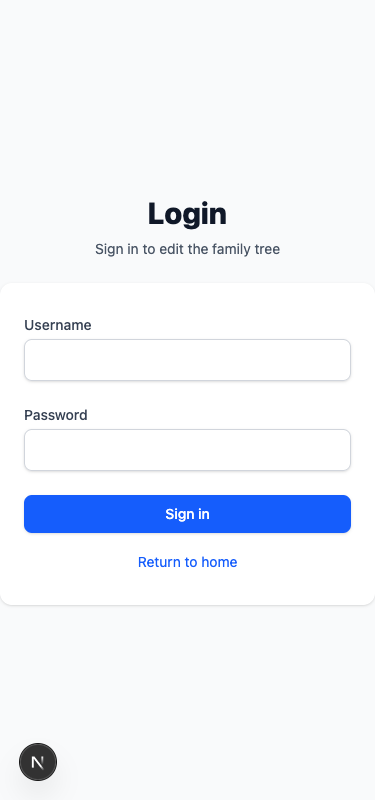 Login
Sign in to edit the family tree
Username
Password
Sign in
Return to home
N